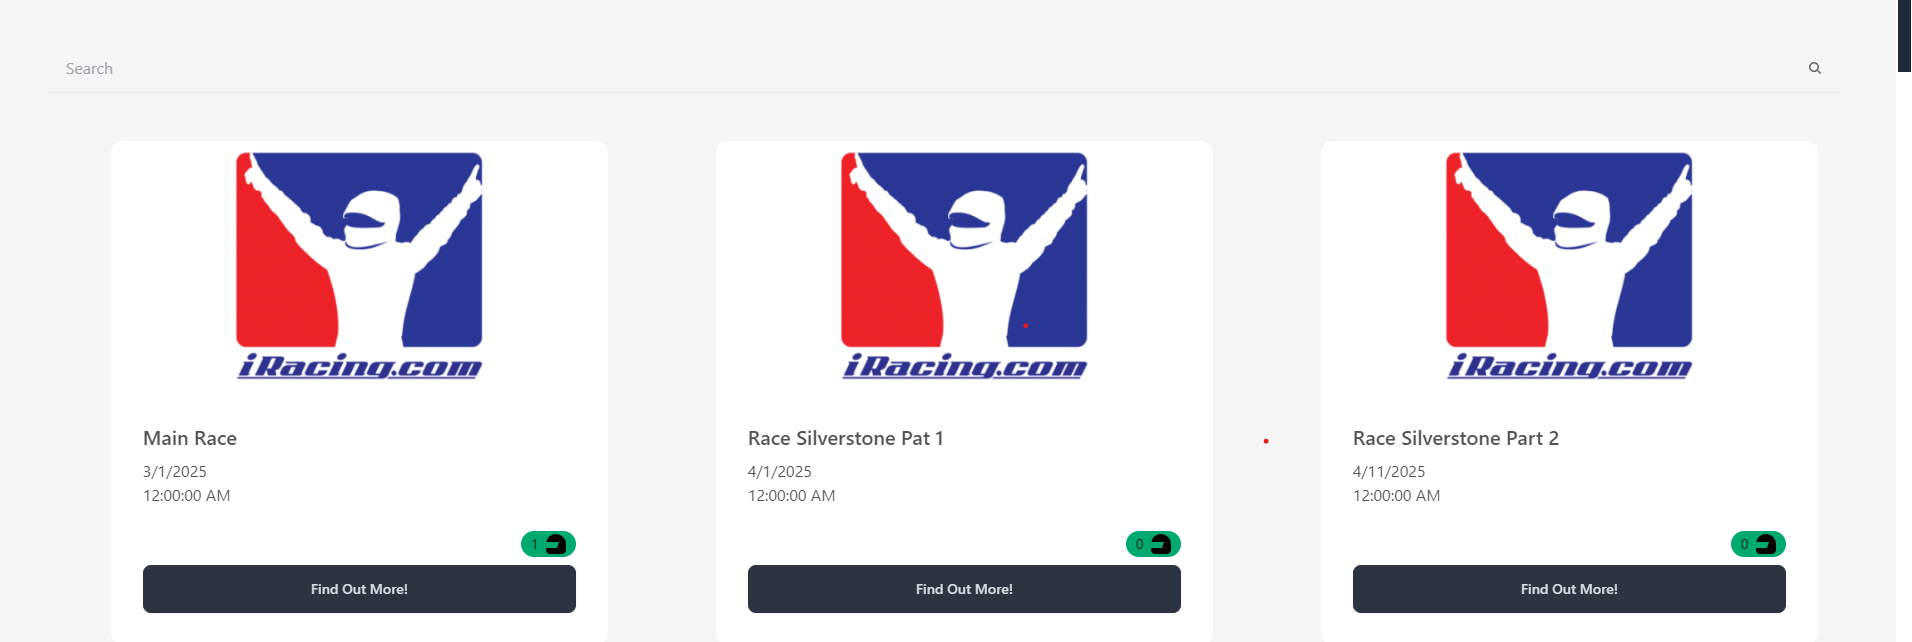 Search
iRacing.com
Main Race
3/1/2025
12:00:00 AM
1
Find Out More!
iRacing.com
Race Silverstone Pat 1
4/1/2025
12:00:00 AM
0
Find Out More!
iRacing.com
Race Silverstone Part 2
4/11/2025
12:00:00 AM
0
Find Out More!